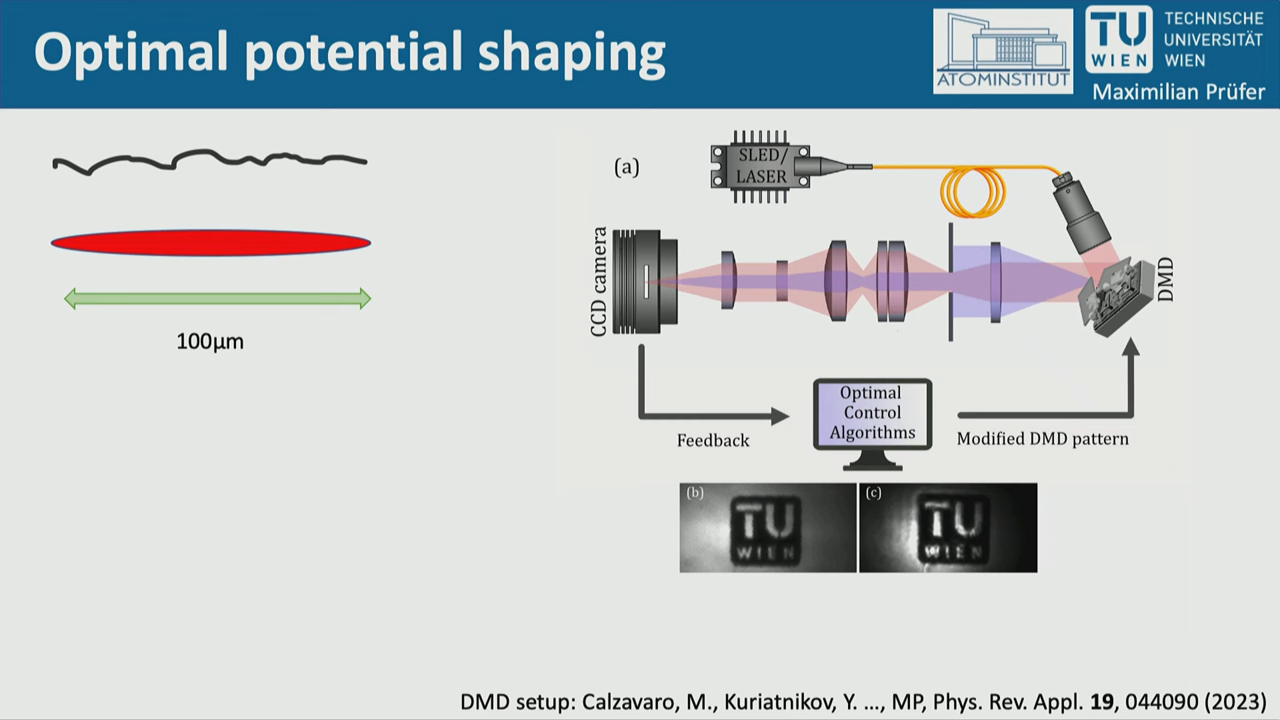 Optimal potential shaping
ATOMINSTITUT
TU
WIEN
TECHNISCHE
UNIVERSITÄT
WIEN
Maximilian Prüfer
100µm
(a)
SLED/
LASER
CCD camera
DMD
Optimal
Control
Algorithms
Feedback
Modified DMD pattern
(b)
TU
WIEN
(c)
TU
WIEN
DMD setup: Calzavaro, M., Kuriatnikov, Y. ..., MP, Phys. Rev. Appl. 19, 044090 (2023)